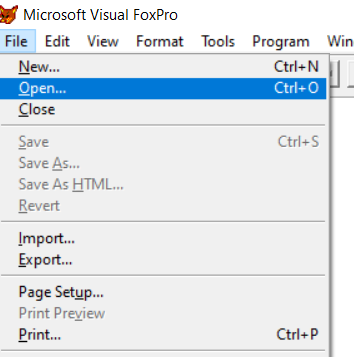 Microsoft Visual FoxPro
File Edit View Format Tools Program Win
New... Ctrl+N
Open... Ctrl+O
Close
Save Ctrl+S
Save As...
Save As HTML...
Revert
Import...
Export...
Page Setup...
Print Preview
Print... Ctrl+P